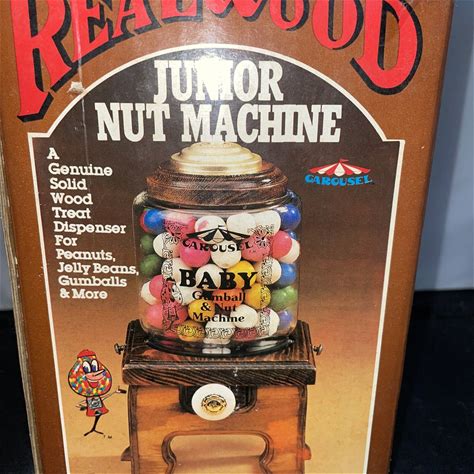 REALWOOD
JUNIOR
NUT MACHINE
A
Genuine
Solid
Wood
Treat
Dispenser
For
Peanuts,
Jelly Beans,
Gumballs
& More
CAROUSEL
CAROUSEL
BABY
Gumball
& Nut
Machine